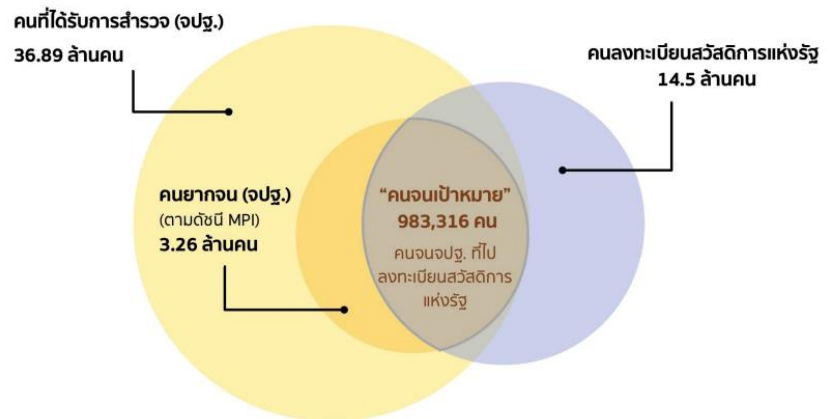 คนที่ได้รับการสำรวจ (จปฐ.)
36.89 ล้านคน
คนลงทะเบียนสวัสดิการแห่งรัฐ
14.5 ล้านคน
คนยากจน (จปฐ.)
(ตามดัชนี MPI)
3.26 ล้านคน
“คนจนเป้าหมาย”
983,316 คน
คนจนจปฐ. ที่ไป
ลงทะเบียนสวัสดิการ
แห่งรัฐ